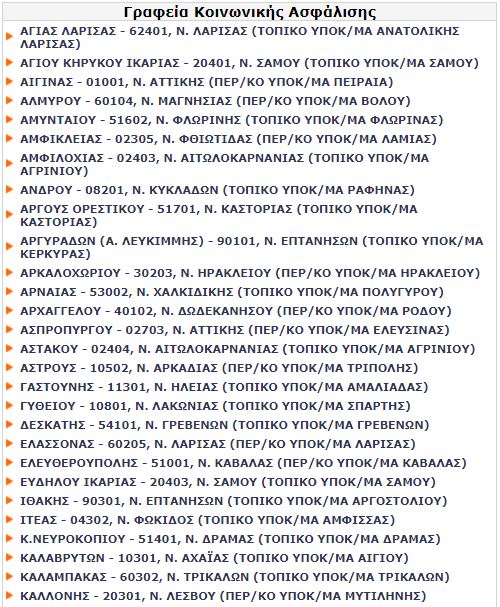 Γραφεία Κοινωνικής Ασφάλισης
ΑΓΙΑΣ ΛΑΡΙΣΑΣ - 62401, Ν. ΛΑΡΙΣΑΣ (ΤΟΠΙΚΟ ΥΠΟΚ/ΜΑ ΑΝΑΤΟΛΙΚΗΣ
ΛΑΡΙΣΑΣ)
ΑΓΙΟΥ ΚΗΡΥΚΟΥ ΙΚΑΡΙΑΣ - 20401, Ν. ΣΑΜΟΥ (ΤΟΠΙΚΟ ΥΠΟΚ/ΜΑ ΣΑΜΟΥ)
ΑΙΓΙΝΑΣ - 01001, Ν. ΑΤΤΙΚΗΣ (ΠΕΡ/ΚΟ ΥΠΟΚ/ΜΑ ΠΕΙΡΑΙΑ)
ΑΛΜΥΡΟΥ - 60104, Ν. ΜΑΓΝΗΣΙΑΣ (ΠΕΡ/ΚΟ ΥΠΟΚ/ΜΑ ΒΟΛΟΥ)
ΑΜΥΝΤΑΙΟΥ - 51602, Ν. ΦΛΩΡΙΝΗΣ (ΤΟΠΙΚΟ ΥΠΟΚ/ΜΑ ΦΛΩΡΙΝΑΣ)
ΑΜΦΙΚΛΕΙΑΣ - 02305, Ν. ΦΘΙΩΤΙΔΑΣ (ΠΕΡ/ΚΟ ΥΠΟΚ/ΜΑ ΛΑΜΙΑΣ)
ΑΜΦΙΛΟΧΙΑΣ - 02403, Ν. ΑΙΤΩΛΟΚΑΡΝΑΝΙΑΣ (ΤΟΠΙΚΟ ΥΠΟΚ/ΜΑ
ΑΓΡΙΝΙΟΥ)
ΑΝΔΡΟΥ - 08201, Ν. ΚΥΚΛΑΔΩΝ (ΤΟΠΙΚΟ ΥΠΟΚ/ΜΑ ΡΑΦΗΝΑΣ)
ΑΡΓΟΥΣ ΟΡΕΣΤΙΚΟΥ - 51701, Ν. ΚΑΣΤΟΡΙΑΣ (ΤΟΠΙΚΟ ΥΠΟΚ/ΜΑ
ΚΑΣΤΟΡΙΑΣ)
ΑΡΓΥΡΑΔΩΝ (Α. ΛΕΥΚΙΜΜΗΣ) - 90101, Ν. ΕΠΤΑΝΗΣΩΝ (ΤΟΠΙΚΟ ΥΠΟΚ/ΜΑ
ΚΕΡΚΥΡΑΣ)
ΑΡΚΑΛΟΧΩΡΙΟΥ - 30203, Ν. ΗΡΑΚΛΕΙΟΥ (ΠΕΡ/ΚΟ ΥΠΟΚ/ΜΑ ΗΡΑΚΛΕΙΟΥ)
ΑΡΝΑΙΑΣ - 53002, Ν. ΧΑΛΚΙΔΙΚΗΣ (ΤΟΠΙΚΟ ΥΠΟΚ/ΜΑ ΠΟΛΥΓΥΡΟΥ)
ΑΡΧΑΓΓΕΛΟΥ - 40102, Ν. ΔΩΔΕΚΑΝΗΣΟΥ (ΠΕΡ/ΚΟ ΥΠΟΚ/ΜΑ ΡΟΔΟΥ)
ΑΣΠΡΟΠΥΡΓΟΥ - 02703, Ν. ΑΤΤΙΚΗΣ (ΠΕΡ/ΚΟ ΥΠΟΚ/ΜΑ ΕΛΕΥΣΙΝΑΣ)
ΑΣΤΑΚΟΥ - 02404, Ν. ΑΙΤΩΛΟΚΑΡΝΑΝΙΑΣ (ΤΟΠΙΚΟ ΥΠΟΚ/ΜΑ ΑΓΡΙΝΙΟΥ)
ΑΣΤΡΟΥΣ - 10502, Ν. ΑΡΚΑΔΙΑΣ (ΠΕΡ/ΚΟ ΥΠΟΚ/ΜΑ ΤΡΙΠΟΛΗΣ)
ΓΑΣΤΟΥΝΗΣ - 11301, Ν. ΗΛΕΙΑΣ (ΤΟΠΙΚΟ ΥΠΟΚ/ΜΑ ΑΜΑΛΙΑΔΑΣ)
ΓΥΘΕΙΟΥ - 10801, Ν. ΛΑΚΩΝΙΑΣ (ΤΟΠΙΚΟ ΥΠΟΚ/ΜΑ ΣΠΑΡΤΗΣ)
ΔΕΣΚΑΤΗΣ - 54101, Ν. ΓΡΕΒΕΝΩΝ (ΤΟΠΙΚΟ ΥΠΟΚ/ΜΑ ΓΡΕΒΕΝΩΝ)
ΕΛΑΣΣΟΝΑΣ - 60205, Ν. ΛΑΡΙΣΑΣ (ΠΕΡ/ΚΟ ΥΠΟΚ/ΜΑ ΛΑΡΙΣΑΣ)
ΕΛΕΥΘΕΡΟΥΠΟΛΗΣ - 51001, Ν. ΚΑΒΑΛΑΣ (ΠΕΡ/ΚΟ ΥΠΟΚ/ΜΑ ΚΑΒΑΛΑΣ)
ΕΥΔΗΛΟΥ ΙΚΑΡΙΑΣ - 20403, Ν. ΣΑΜΟΥ (ΤΟΠΙΚΟ ΥΠΟΚ/ΜΑ ΣΑΜΟΥ)
ΙΘΑΚΗΣ - 90301, Ν. ΕΠΤΑΝΗΣΩΝ (ΤΟΠΙΚΟ ΥΠΟΚ/ΜΑ ΑΡΓΟΣΤΟΛΙΟΥ)
ΙΤΕΑΣ - 04302, Ν. ΦΩΚΙΔΟΣ (ΤΟΠΙΚΟ ΥΠΟΚ/ΜΑ ΑΜΦΙΣΣΑΣ)
Κ.ΝΕΥΡΟΚΟΠΙΟΥ - 51401, Ν. ΔΡΑΜΑΣ (ΤΟΠΙΚΟ ΥΠΟΚ/ΜΑ ΔΡΑΜΑΣ)
ΚΑΛΑΒΡΥΤΩΝ - 10301, Ν. ΑΧΑΪΑΣ (ΤΟΠΙΚΟ ΥΠΟΚ/ΜΑ ΑΙΓΙΟΥ)
ΚΑΛΑΜΠΑΚΑΣ - 60302, Ν. ΤΡΙΚΑΛΩΝ (ΤΟΠΙΚΟ ΥΠΟΚ/ΜΑ ΤΡΙΚΑΛΩΝ)
ΚΑΛΛΟΝΗΣ - 20301, Ν. ΛΕΣΒΟΥ (ΠΕΡ/ΚΟ ΥΠΟΚ/ΜΑ ΜΥΤΙΛΗΝΗΣ)